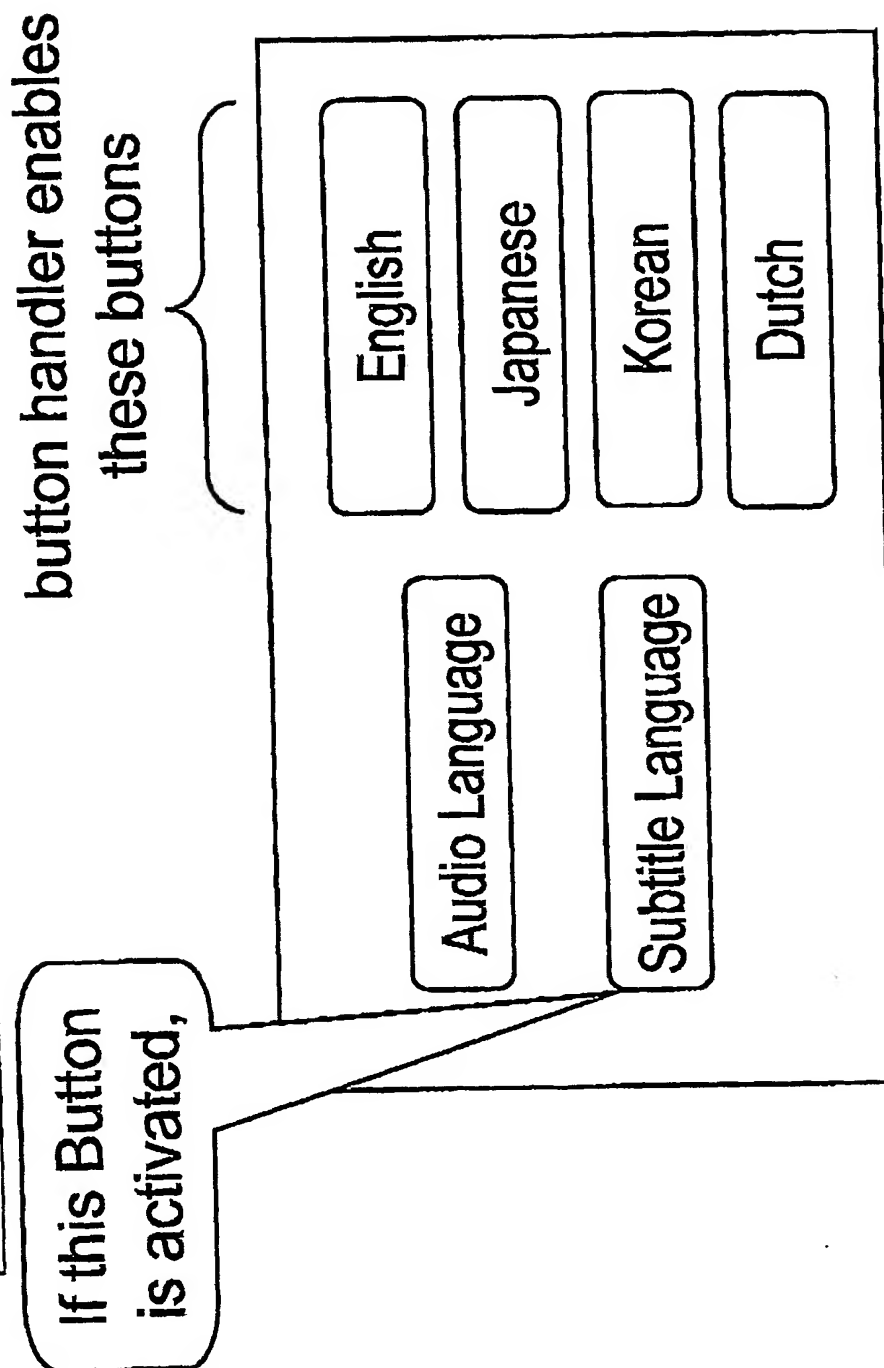 If this Button
is activated,
button handler enables
these buttons
Audio Language
Subtitle Language
English
Japanese
Korean
Dutch